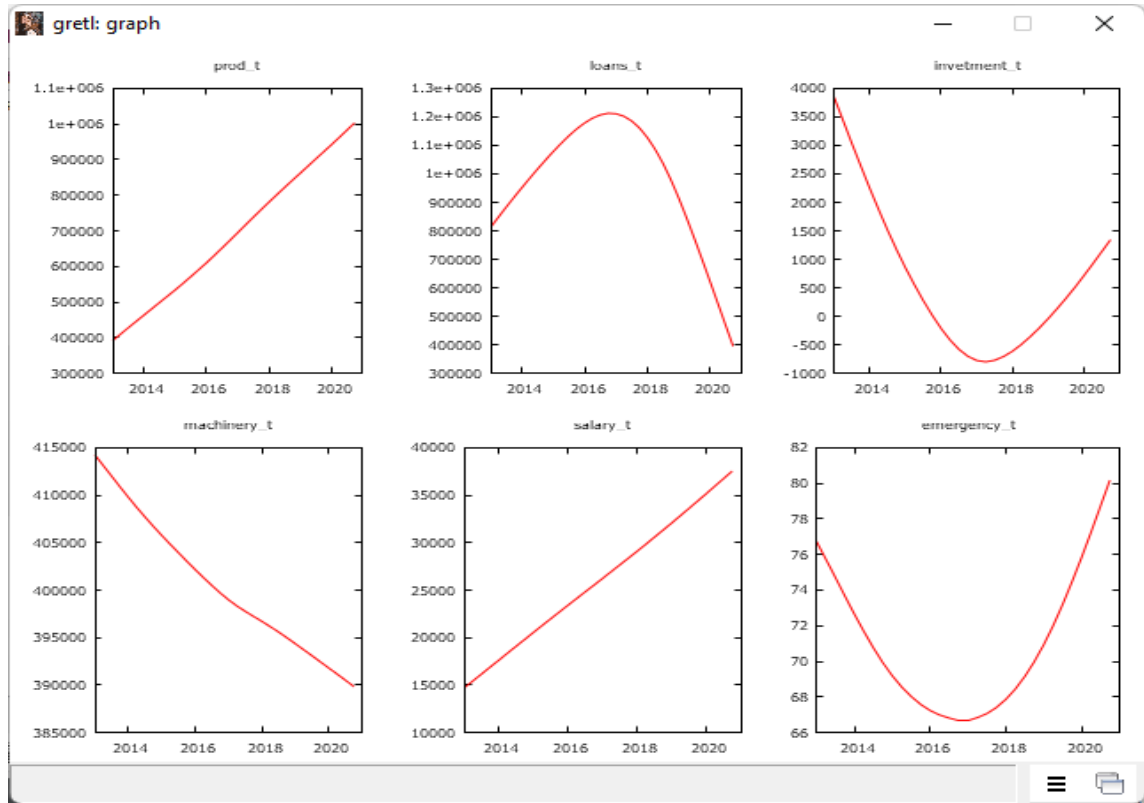 gretl: graph
prod_t
1.1e+006
1e+006
900000
800000
700000
600000
500000
400000
300000
2014 2016 2018 2020
loans_t
1.3e+006
1.2e+006
1.1e+006
1e+006
900000
800000
700000
600000
500000
400000
300000
2014 2016 2018 2020
invetment_t
4000
3500
3000
2500
2000
1500
1000
500
0
-500
-1000
2014 2016 2018 2020
machinery_t
415000
410000
405000
400000
395000
390000
385000
2014 2016 2018 2020
salary_t
40000
35000
30000
25000
20000
15000
10000
2014 2016 2018 2020
emergency_t
82
80
78
76
74
72
70
68
66
2014 2016 2018 2020